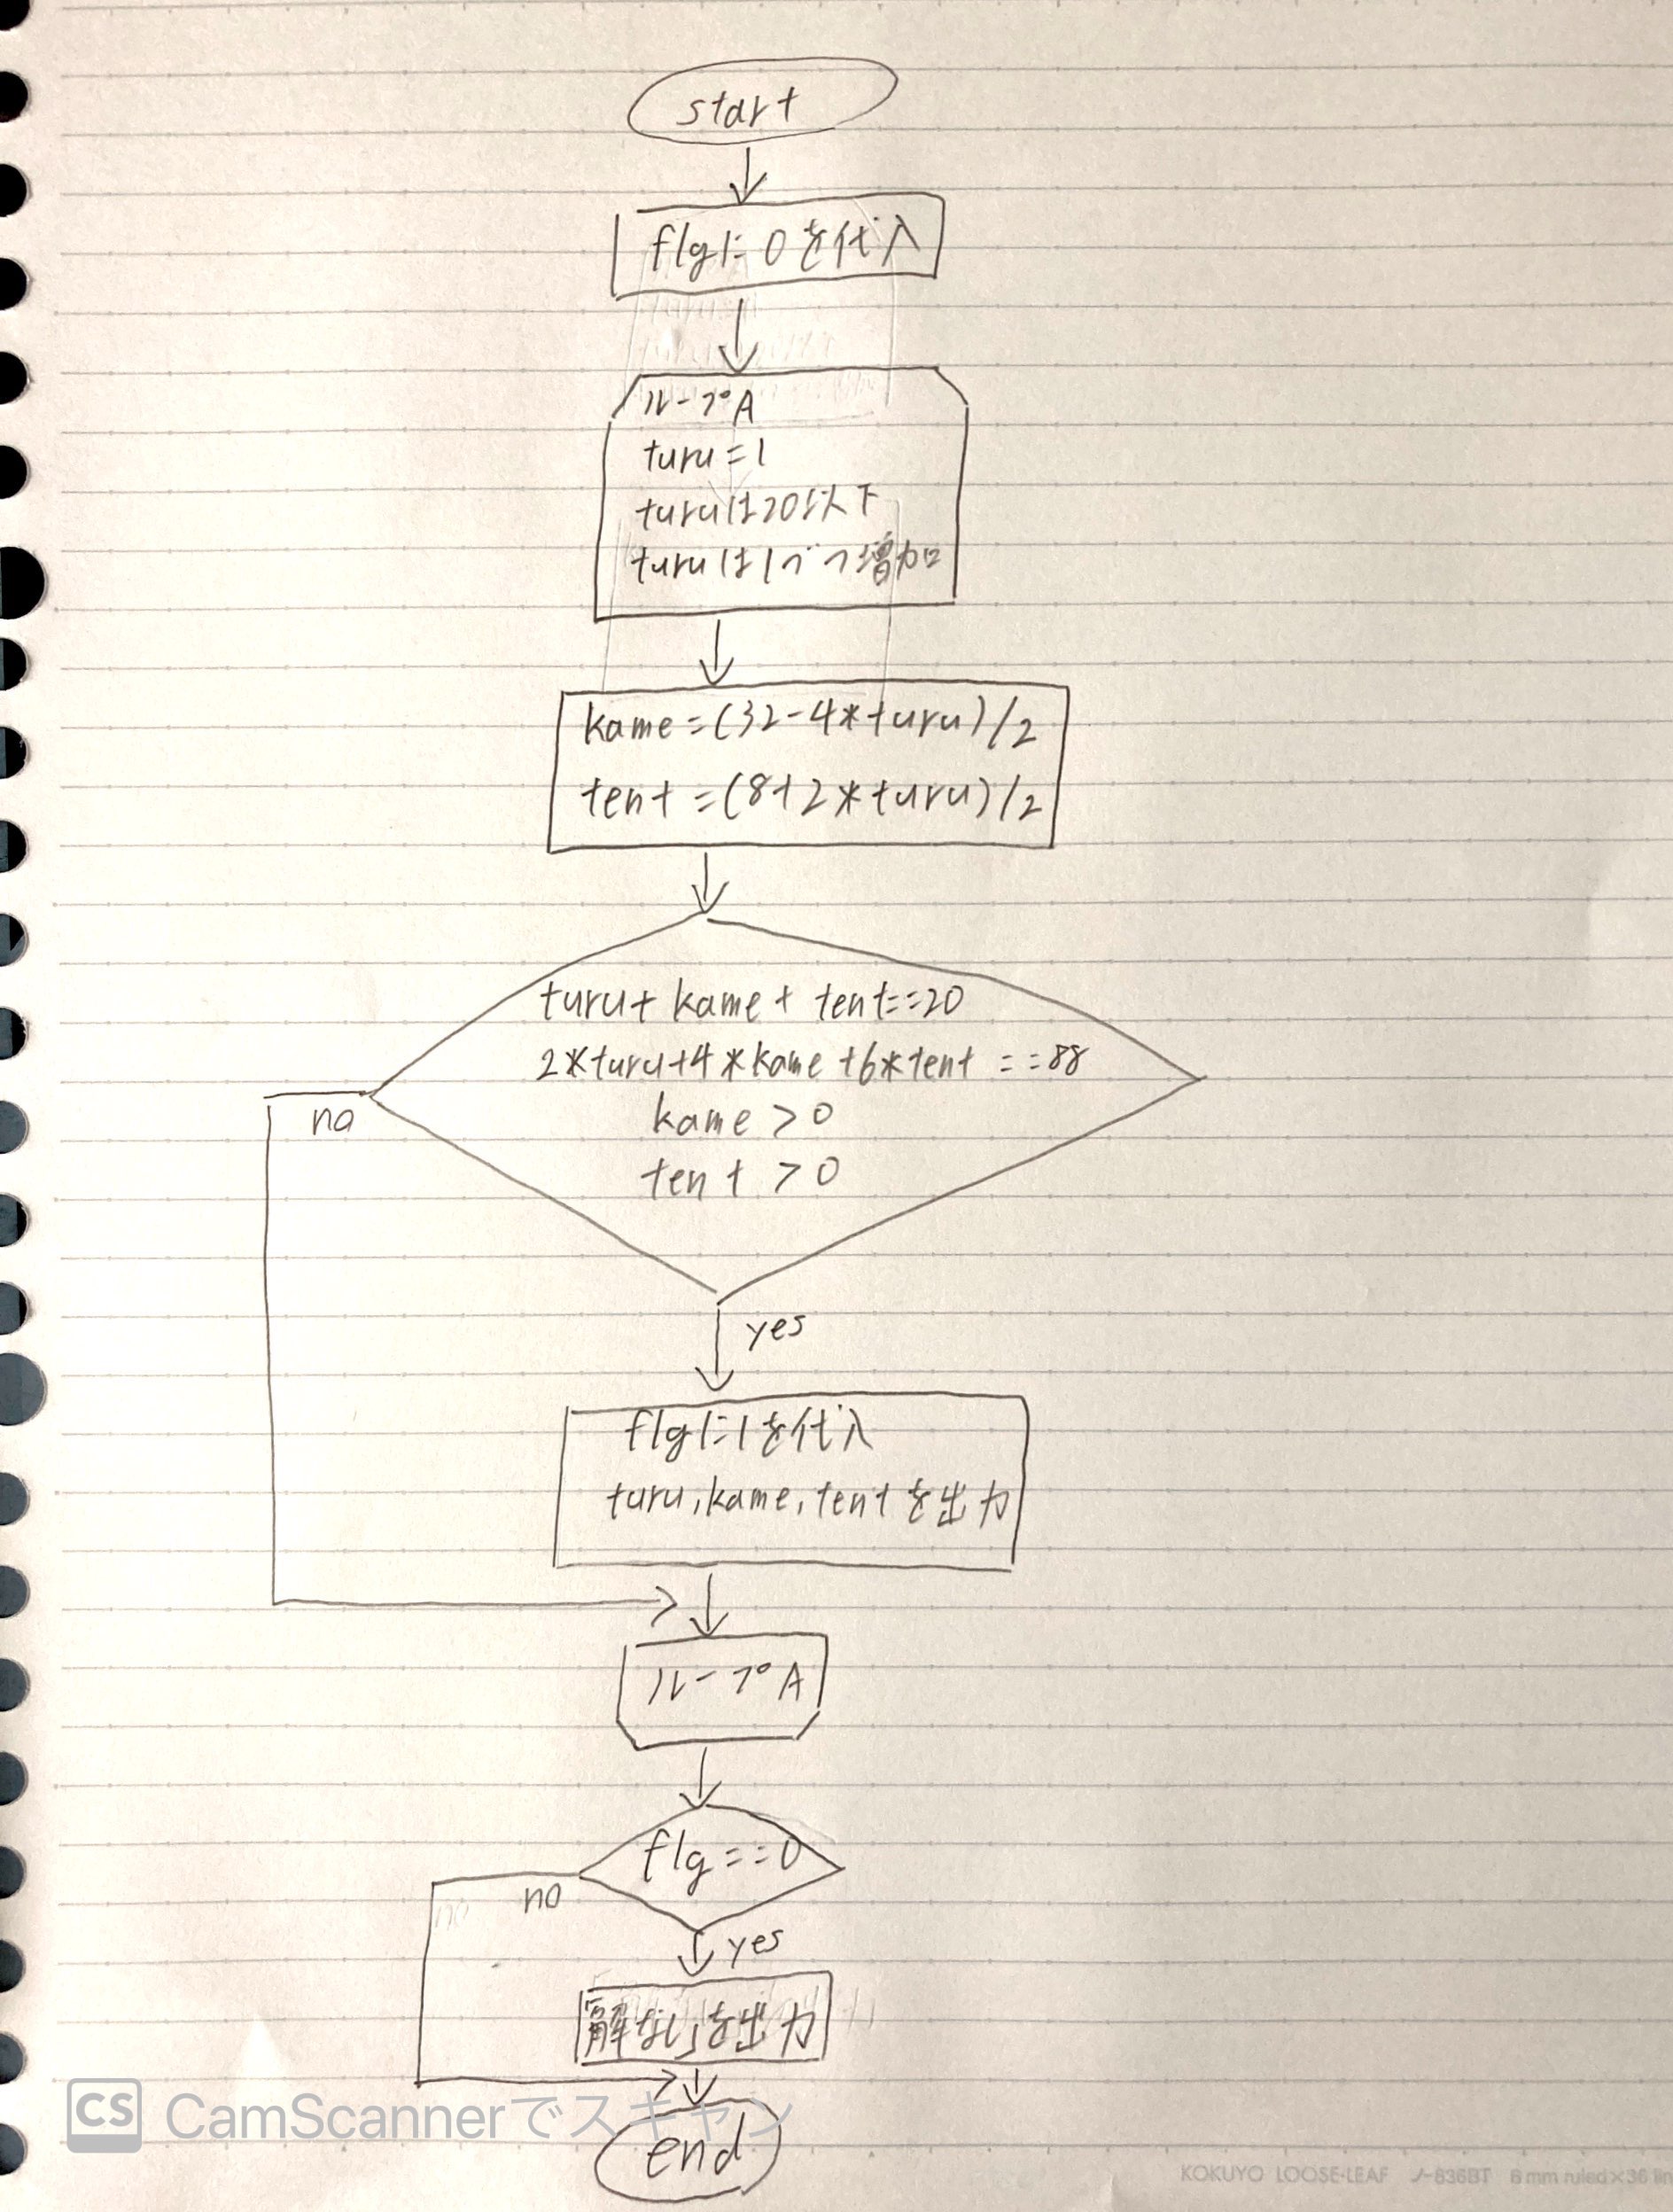 start
flgに0を代入
ループA
turu=1
turuは20以下
turuは1づつ増加
kame=(32-4*turu)/2
tent=(8+2*turu)/2
turu+kame+tent==20
2*turu+4*kame+6*tent==88
kame>0
tent>0
no
yes
flgに1を代入
turu,kame,tentを出力
ループA
flg==0
no
yes
「解なし」を出力
end
CS CamScannerでスキャン
KOKUYO LOOSE-LEAF ノ-836BT 6 mm ruled×36 lin